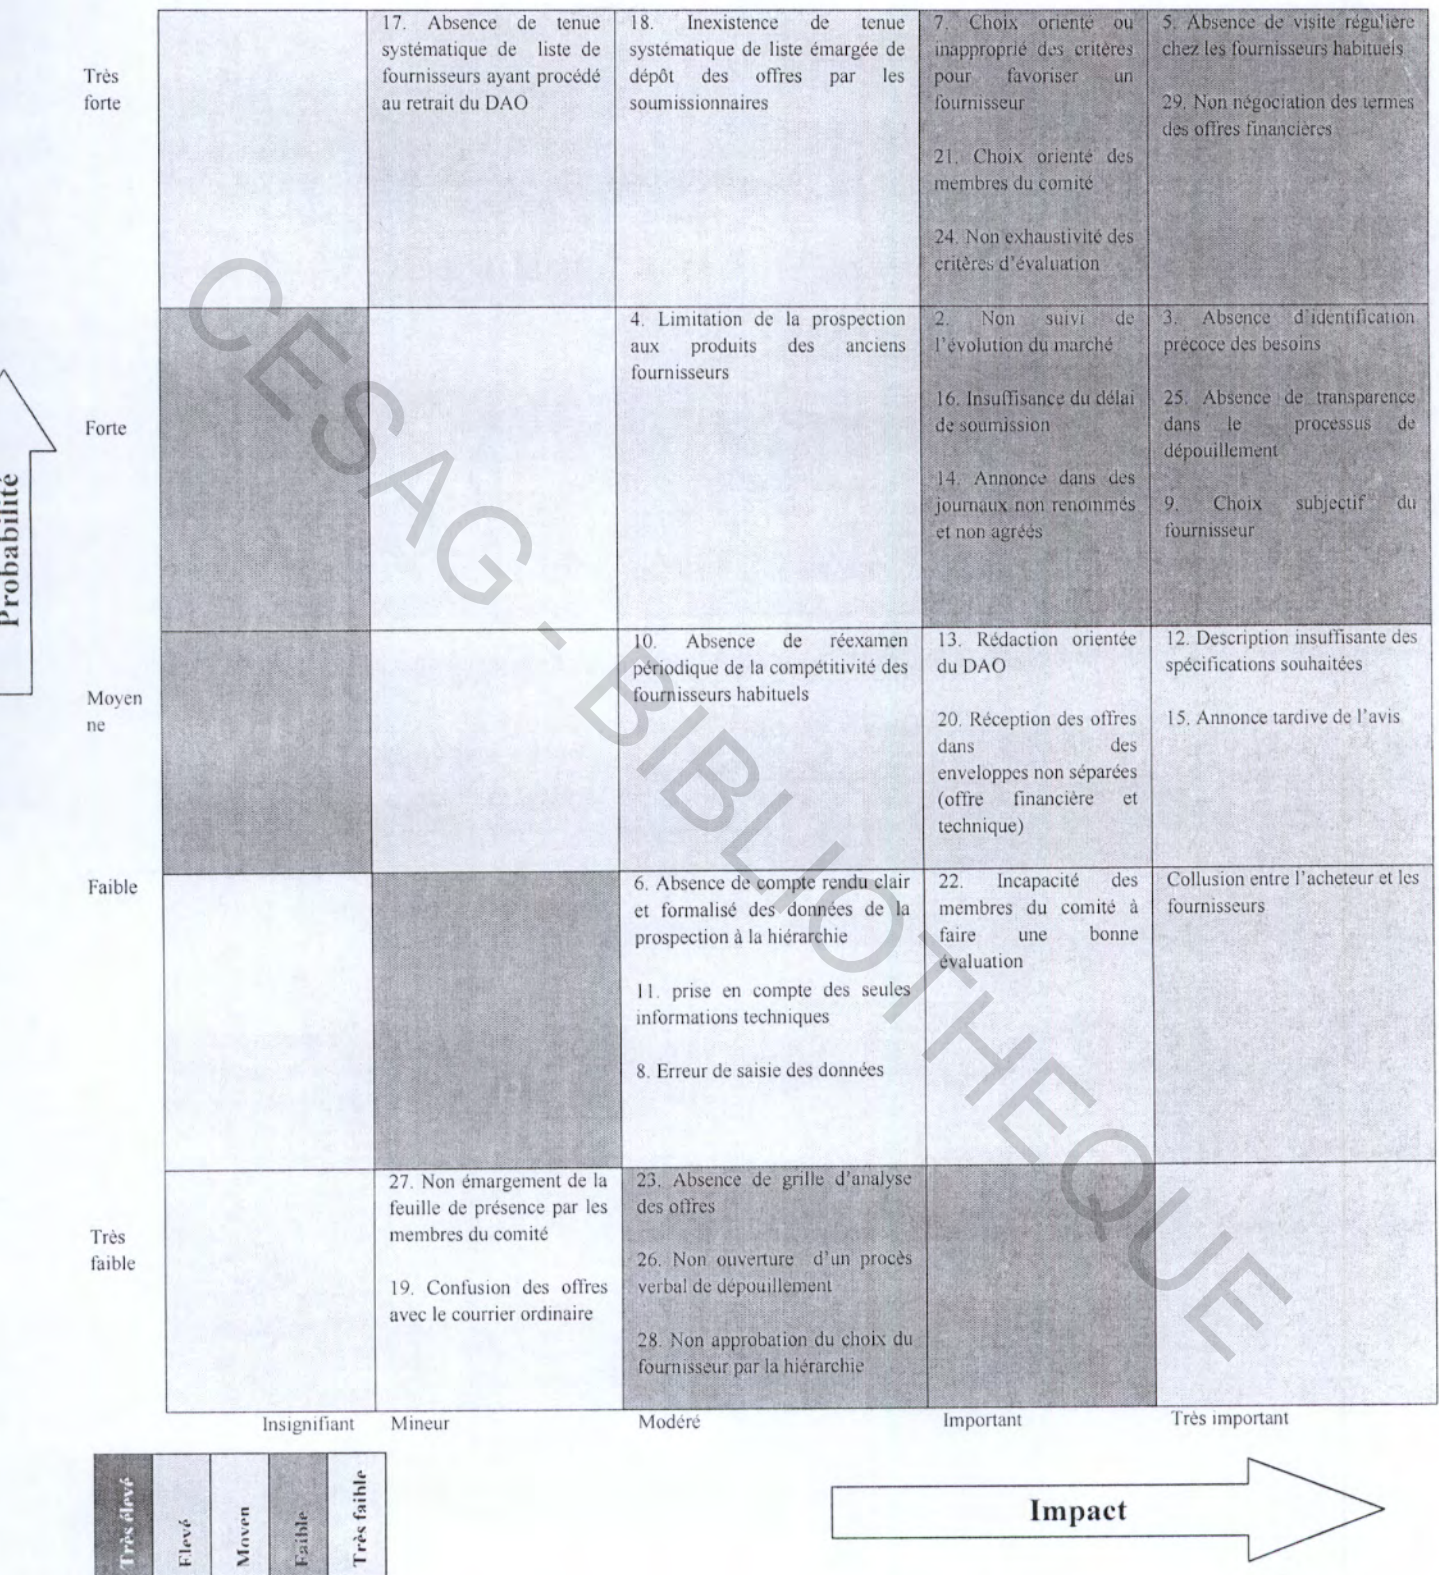 Très
forte
17. Absence de tenue
systématique de liste de
fournisseurs ayant procédé
au retrait du DAO
18. Inexistence de tenue
systématique de liste émargée de
dépôt des offres par les
soumissionnaires
7. Choix orienté ou
inapproprié des critères
pour favoriser un
fournisseur
21. Choix orienté des
membres du comité
24. Non exhaustivité des
critères d'évaluation
5. Absence de visite régulière
chez les fournisseurs habituels
29. Non négociation des termes
des offres financières
Probabilité
Forte
4. Limitation de la prospection
aux produits des anciens
fournisseurs
2. Non suivi de
l'évolution du marché
16. Insuffisance du délai
de soumission
14. Annonce dans des
journaux non renommés
et non agréés
3. Absence d'identification
précoce des besoins
25. Absence de transparence
dans le processus de
dépouillement
9. Choix subjectif du
fournisseur
Moyen
ne
10. Absence de réexamen
périodique de la compétitivité des
fournisseurs habituels
13. Rédaction orientée
du DAO
20. Réception des offres
dans des
enveloppes non séparées
(offre financière et
technique)
12. Description insuffisante des
spécifications souhaitées
15. Annonce tardive de l'avis
Faible
6. Absence de compte rendu clair
et formalisé des données de la
prospection à la hiérarchie
11. prise en compte des seules
informations techniques
8. Erreur de saisie des données
22. Incapacité des
membres du comité à
faire une bonne
évaluation
Collusion entre l'acheteur et les
fournisseurs
Très
faible
27. Non émargement de la
feuille de présence par les
membres du comité
19. Confusion des offres
avec le courrier ordinaire
23. Absence de grille d'analyse
des offres
26. Non ouverture d'un procès
verbal de dépouillement
28. Non approbation du choix du
fournisseur par la hiérarchie
Insignifiant
Mineur
Modéré
Important
Très important
Très élevé
Elevé
Moyen
Faible
Très faible
Impact
CESAG - BIBLIOTHEQUE